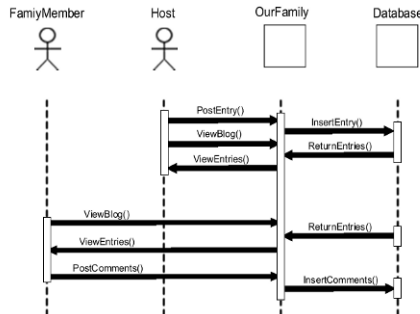 FamiyMember
Host
OurFamily
Database
PostEntry()
InsertEntry()
ViewBlog()
ReturnEntries()
ViewEntries()
ViewBlog()
ReturnEntries()
ViewEntries()
PostComments()
InsertComments()